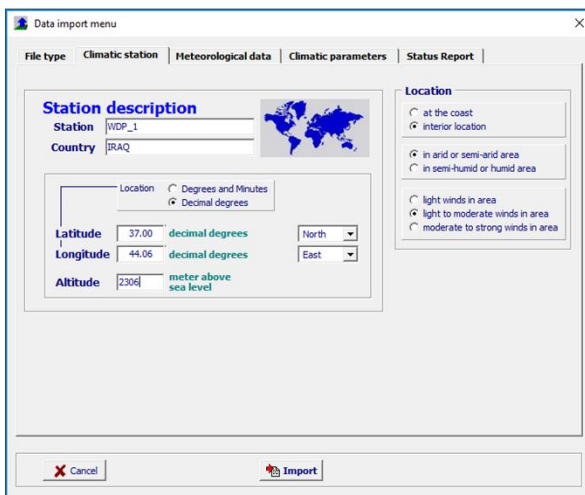 Data import menu
File type Climatic station Meteorological data Climatic parameters Status Report
Station description
Station WDP_1
Country IRAQ
Location Degrees and Minutes
Decimal degrees
Latitude 37.00 decimal degrees North
Longitude 44.06 decimal degrees East
Altitude 2306 meter above
sea level
Location
at the coast
interior location
in arid or semi-arid area
in semi-humid or humid area
light winds in area
light to moderate winds in area
moderate to strong winds in area
Cancel Import